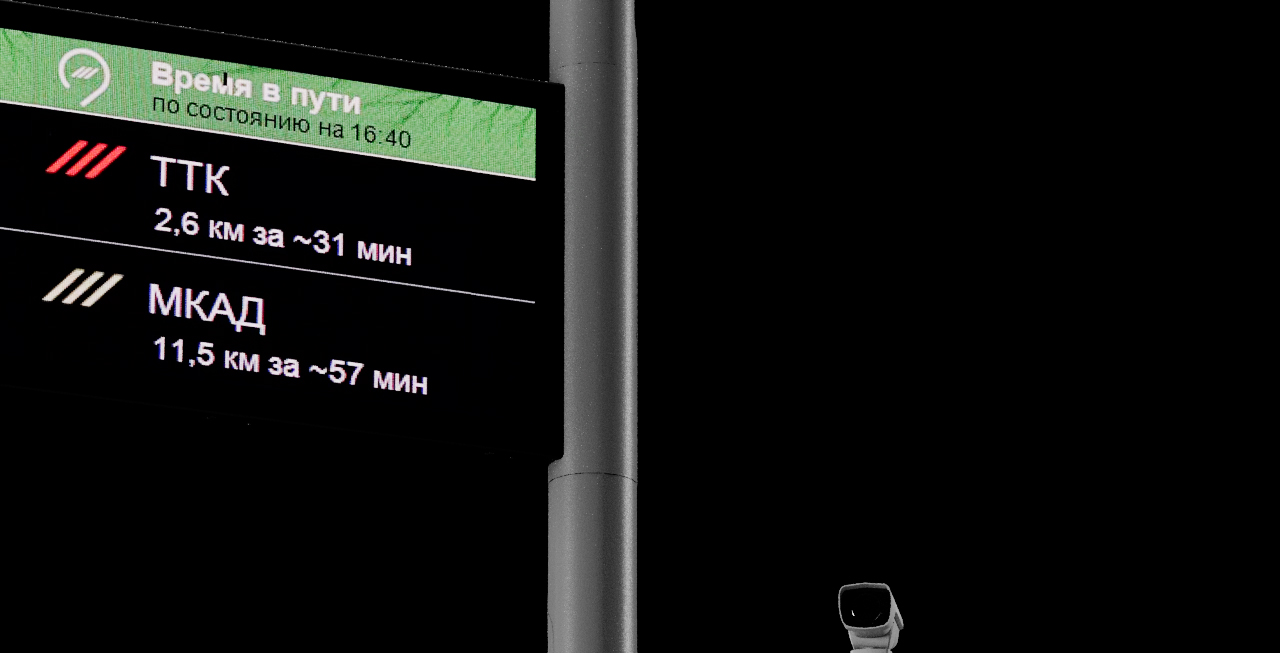 Время в пути
по состоянию на 16:40
ТТК
2,6 км за ~31 мин
МКАД
11,5 км за ~57 мин